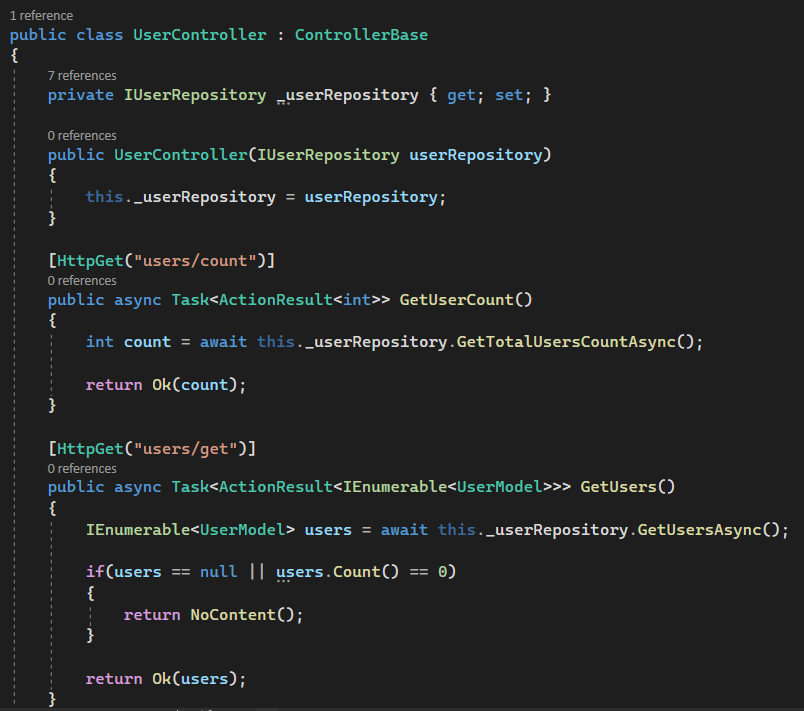 1 reference
public class UserController : ControllerBase
{
7 references
private IUserRepository _userRepository { get; set; }
0 references
public UserController(IUserRepository userRepository)
{
this._userRepository = userRepository;
}
[HttpGet("users/count")]
0 references
public async Task<ActionResult<int>> GetUserCount()
{
int count = await this._userRepository.GetTotalUsersCountAsync();
return Ok(count);
}
[HttpGet("users/get")]
0 references
public async Task<ActionResult<IEnumerable<UserModel>>> GetUsers()
{
IEnumerable<UserModel> users = await this._userRepository.GetUsersAsync();
if(users == null || users.Count() == 0)
{
return NoContent();
}
return Ok(users);
}